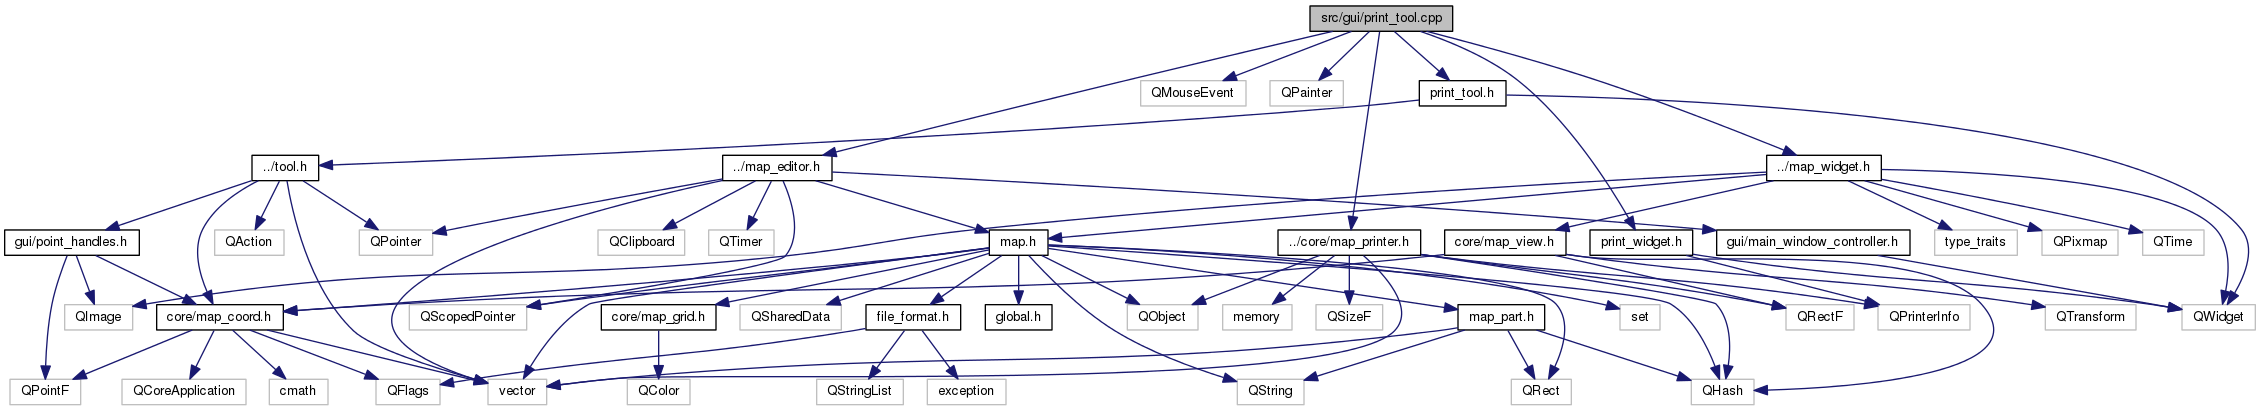 src/gui/print_tool.cpp
QMouseEvent
QPainter
print_tool.h
../tool.h
../map_editor.h
../map_widget.h
gui/point_handles.h
QAction
QPointer
QClipboard
QTimer
map.h
../core/map_printer.h
core/map_view.h
print_widget.h
gui/main_window_controller.h
type_traits
QPixmap
QTime
QImage
core/map_coord.h
QScopedPointer
core/map_grid.h
QSharedData
file_format.h
global.h
QObject
memory
QSizeF
map_part.h
set
QRectF
QPrinterInfo
QTransform
QWidget
QPointF
QCoreApplication
cmath
QFlags
vector
QColor
QStringList
exception
QString
QRect
QHash